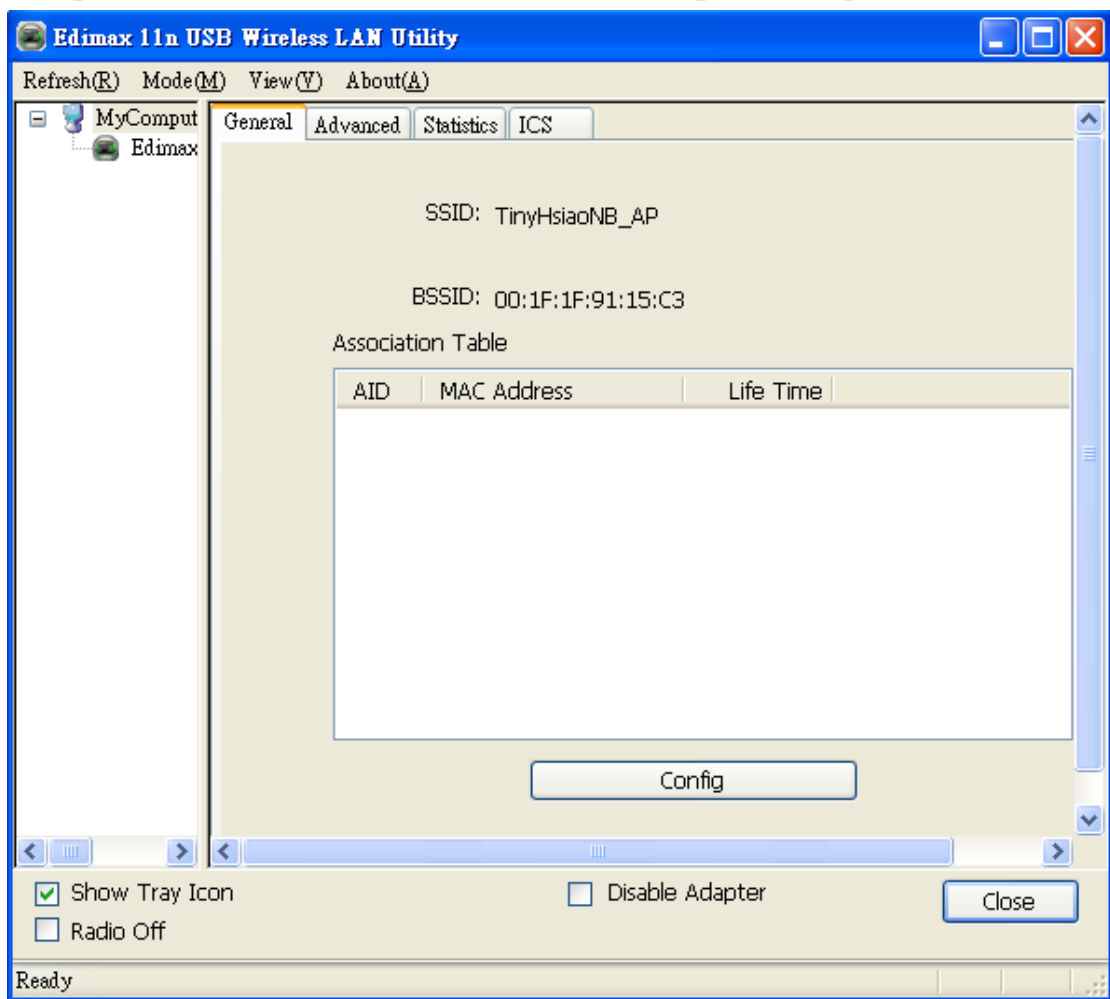 Edimax 11n USB Wireless LAN Utility
Refresh(R) Mode(M) View(V) About(A)
MyComput
Edimax
General Advanced Statistics ICS
SSID: TinyHsiaoNB_AP
BSSID: 00:1F:1F:91:15:C3
Association Table
AID MAC Address Life Time
Config
Show Tray Icon
Disable Adapter
Close
Radio Off
Ready